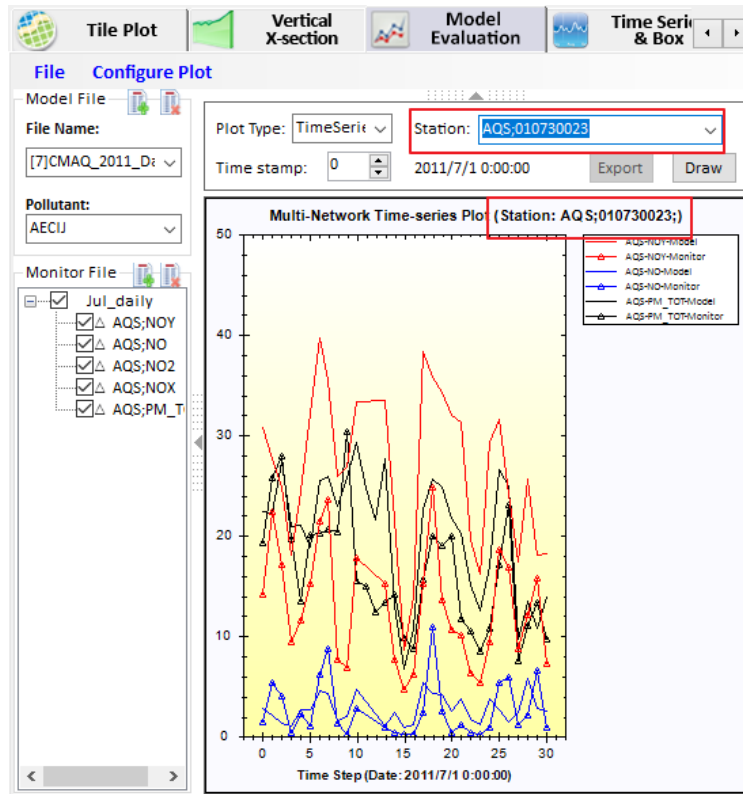 Tile Plot
Vertical
X-section
Model
Evaluation
Time Seri
& Box
File Configure Plot
Model File
File Name:
[7]CMAQ_2011_Da
Pollutant:
AECIJ
Monitor File
Jul_daily
AQS;NOY
AQS;NO
AQS;NO2
AQS;NOX
AQS;PM_T
Plot Type: TimeSerie
Station: AQS;010730023
Time stamp: 0
2011/7/1 0:00:00
Export
Draw
Multi-Network Time-series Plot (Station: AQS;010730023;)
AQS-NOY-Model
AQS-NOY-Monitor
AQS-NO-Model
AQS-NO-Monitor
AQS-PM_TOT-Model
AQS-PM_TOT-Monitor
50
40
30
20
10
0
0 5 10 15 20 25 30
Time Step (Date: 2011/7/1 0:00:00)